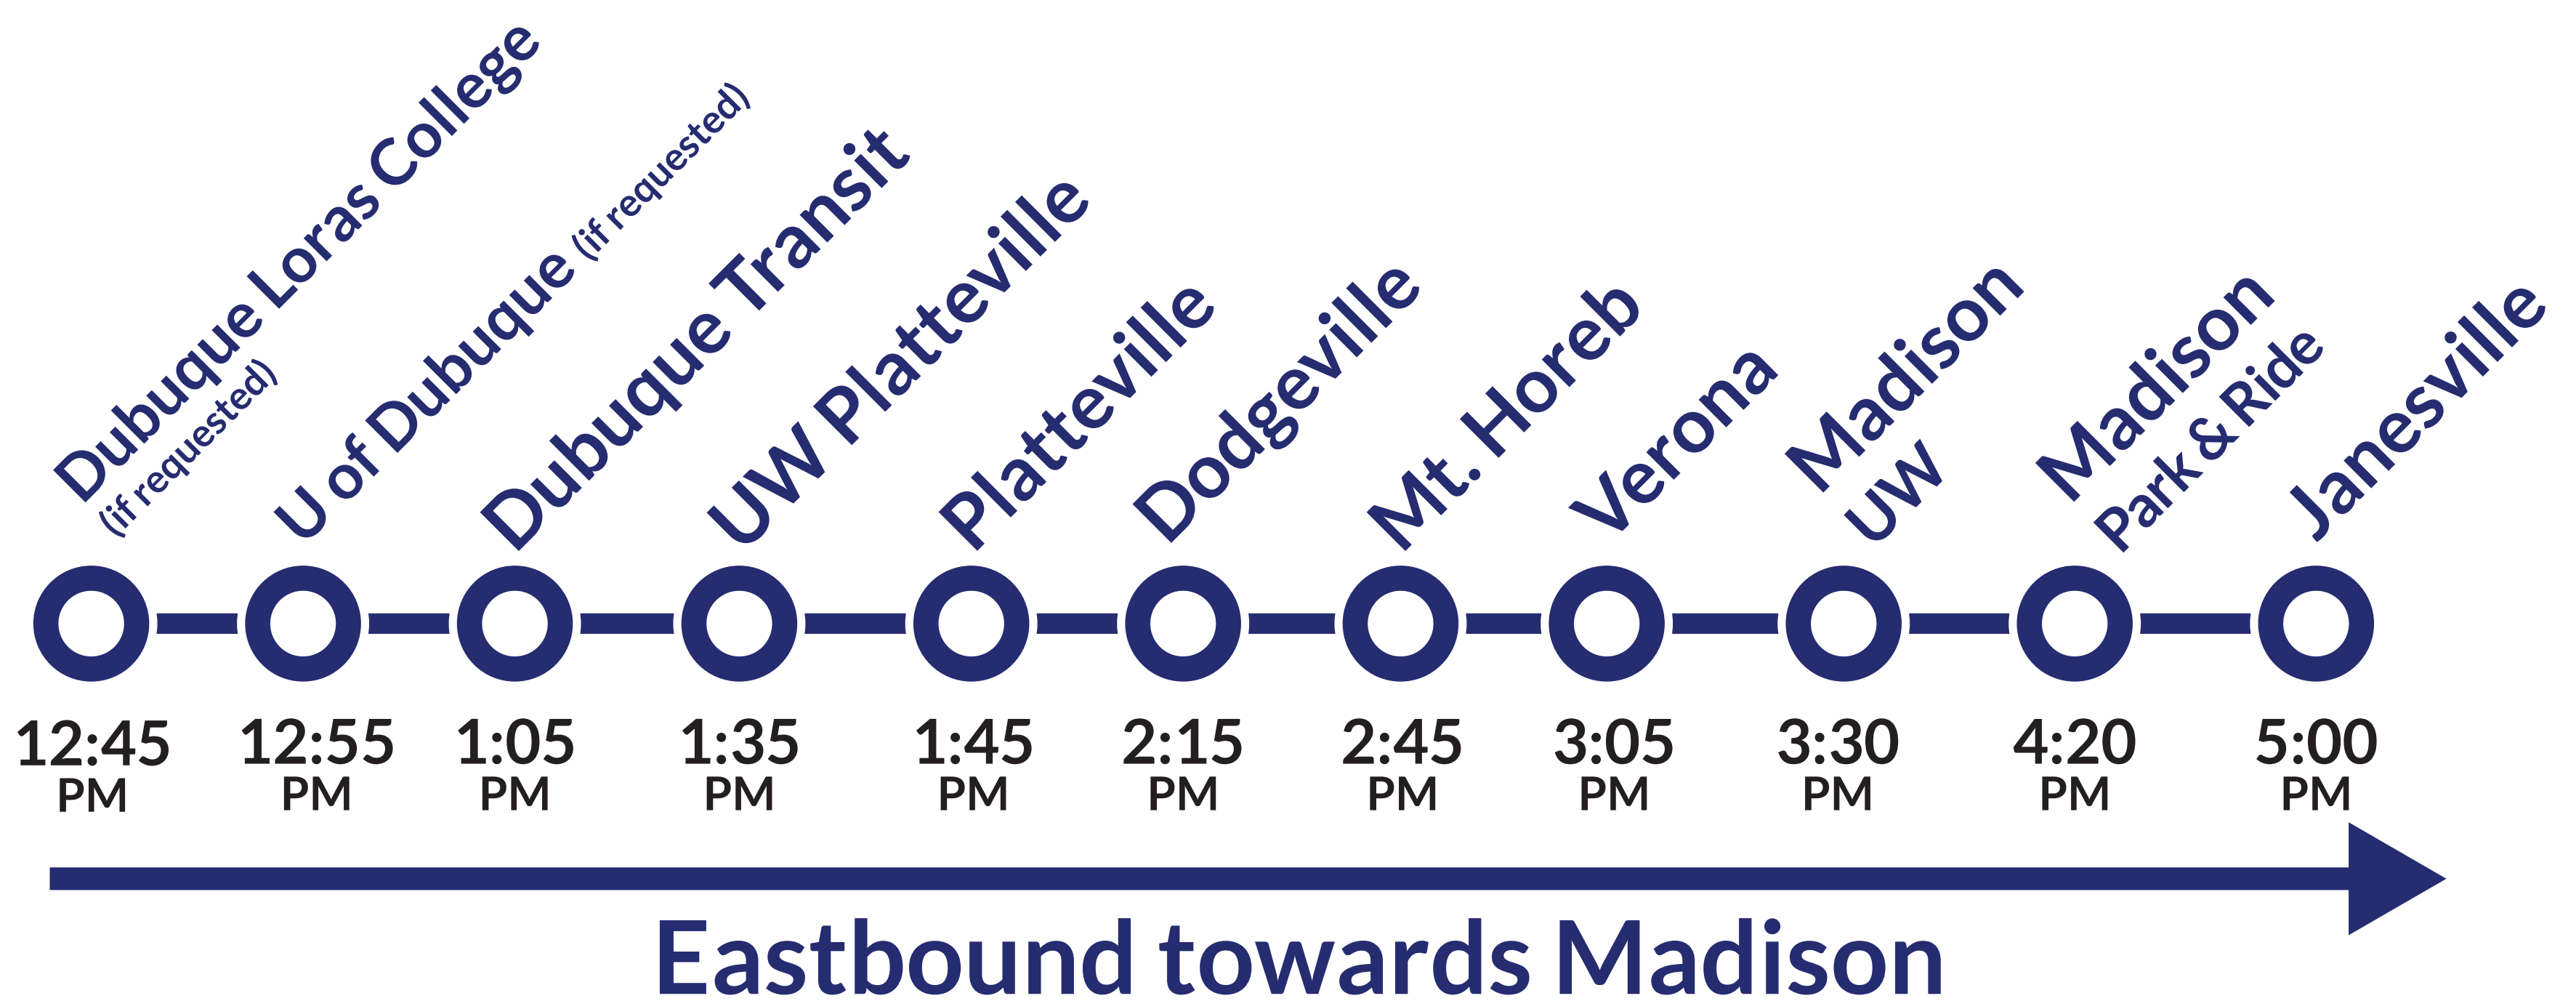 Dubuque Loras College
(if requested)
U of Dubuque (if requested)
Dubuque Transit
UW Platteville
Platteville
Dodgeville
Mt. Horeb
Verona
Madison
UW
Madison
Park & Ride
Janesville
12:45 12:55 1:05 1:35 1:45 2:15 2:45 3:05 3:30 4:20 5:00
PM PM PM PM PM PM PM PM PM PM PM
Eastbound towards Madison